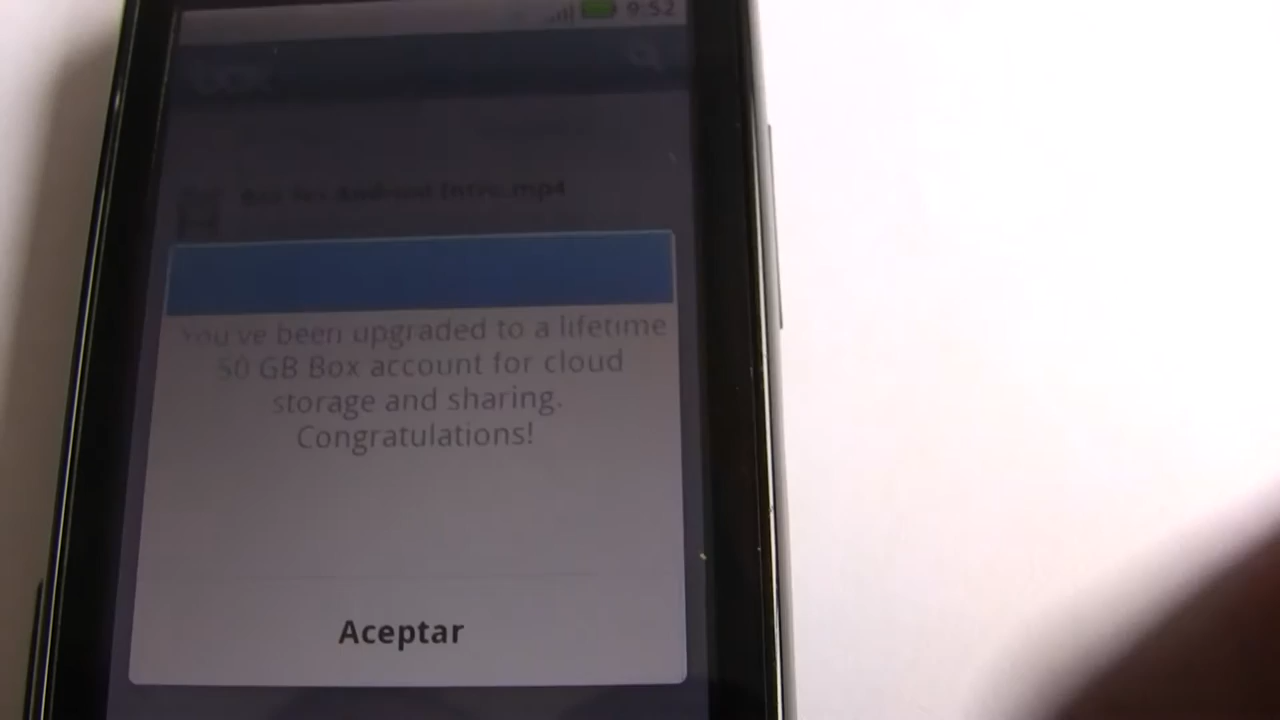 9:52
box
Box for Android Intro.mp4
You've been upgraded to a lifetime
50 GB Box account for cloud
storage and sharing.
Congratulations!
Aceptar